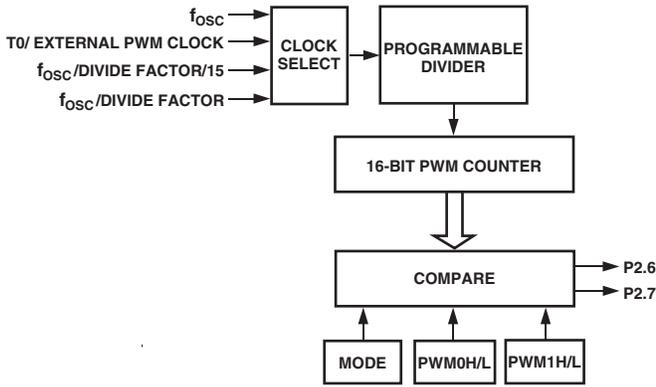 fOSC
T0/ EXTERNAL PWM CLOCK
fOSC/DIVIDE FACTOR/15
fOSC/DIVIDE FACTOR
CLOCK
SELECT
PROGRAMMABLE
DIVIDER
16-BIT PWM COUNTER
COMPARE
P2.6
P2.7
MODE
PWM0H/L
PWM1H/L